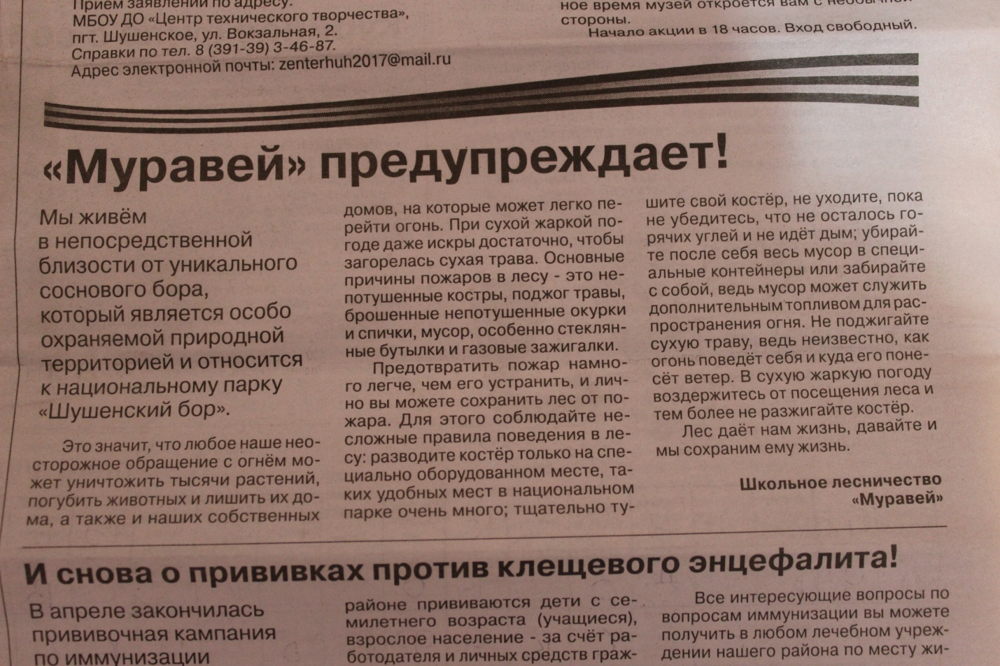 Приём заявлений по адресу:
МБОУ ДО «Центр технического творчества»,
пгт. Шушенское, ул. Вокзальная, 2.
Справки по тел. 8 (391-39) 3-46-87.
Адрес электронной почты: zenterhuh2017@mail.ru
ное время музей откроется вам с необычной
стороны.
Начало акции в 18 часов. Вход свободный.
«Муравей» предупреждает!
Мы живём
в непосредственной
близости от уникального
соснового бора,
который является особо
охраняемой природной
территорией и относится
к национальному парку
«Шушенский бор».
Это значит, что любое наше нео-
сторожное обращение с огнём мо-
жет уничтожить тысячи растений,
погубить животных и лишить их до-
ма, а также и наших собственных
домов, на которые может легко пе-
рейти огонь. При сухой жаркой по-
годе даже искры достаточно, чтобы
загорелась сухая трава. Основные
причины пожаров в лесу - это не-
потушенные костры, поджог травы,
брошенные непотушенные окурки
и спички, мусор, особенно стеклян-
ные бутылки и газовые зажигалки.
Предотвратить пожар намно-
го легче, чем его устранить, и лич-
но вы можете сохранить лес от по-
жара. Для этого соблюдайте не-
сложные правила поведения в ле-
су: разводите костёр только на спе-
циально оборудованном месте, та-
ких удобных мест в национальном
парке очень много; тщательно ту-
шите свой костёр, не уходите, пока
не убедитесь, что не осталось го-
рячих углей и не идёт дым; убирай-
те после себя весь мусор в специ-
альные контейнеры или забирайте
с собой, ведь мусор может служить
дополнительным топливом для рас-
пространения огня. Не поджигайте
сухую траву, ведь неизвестно, как
огонь поведёт себя и куда его поне-
сёт ветер. В сухую жаркую погоду
воздержитесь от посещения леса и
тем более не разжигайте костёр.
Лес даёт нам жизнь, давайте и
мы сохраним ему жизнь.
Школьное лесничество
«Муравей»
И снова о прививках против клещевого энцефалита!
В апреле закончилась
прививочная кампания
по иммунизации
районе прививаются дети с се-
милетнего возраста (учащиеся),
взрослое население - за счёт ра-
ботодателя и личных средств граж-
Все интересующие вопросы по
вопросам иммунизации вы можете
получить в любом лечебном учреж-
дении нашего района по месту жи-